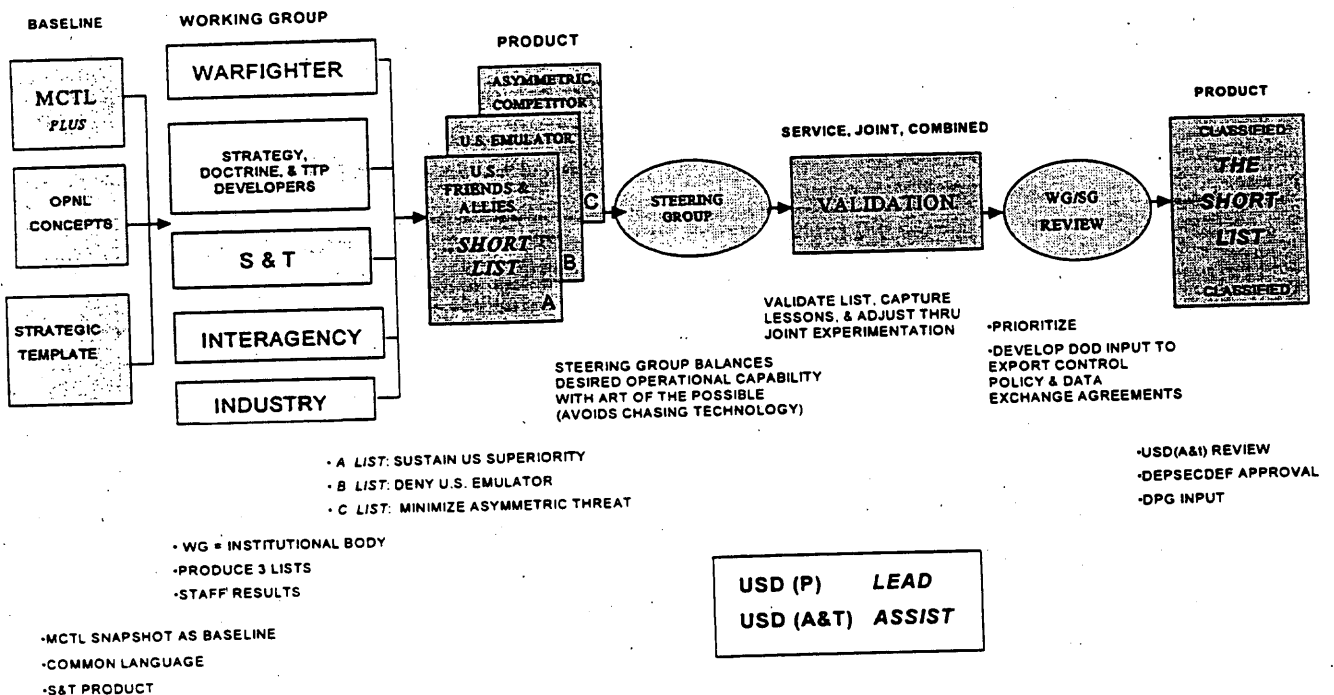 BASELINE
MCTL
PLUS
OPNL
CONCEPTS
STRATEGIC
TEMPLATE
WORKING GROUP
WARFIGHTER
STRATEGY,
DOCTRINE, & TTP
DEVELOPERS
S & T
INTERAGENCY
INDUSTRY
PRODUCT
ASYMMETRIC
COMPETITOR
C
U.S. EMULATOR
B
U.S.
FRIENDS &
ALLIES
SHORT
LIST
A
STEERING
GROUP
SERVICE, JOINT, COMBINED
VALIDATION
WG/SG
REVIEW
PRODUCT
CLASSIFIED
THE
SHORT
LIST
CLASSIFIED
VALIDATE LIST, CAPTURE
LESSONS, & ADJUST THRU
JOINT EXPERIMENTATION
•PRIORITIZE
•DEVELOP DOD INPUT TO
EXPORT CONTROL
POLICY & DATA
EXCHANGE AGREEMENTS
STEERING GROUP BALANCES
DESIRED OPERATIONAL CAPABILITY
WITH ART OF THE POSSIBLE
(AVOIDS CHASING TECHNOLOGY)
•USD(A&t) REVIEW
•DEPSECDEF APPROVAL
•DPG INPUT
• A LIST: SUSTAIN US SUPERIORITY
• B LIST: DENY U.S. EMULATOR
• C LIST: MINIMIZE ASYMMETRIC THREAT
• WG = INSTITUTIONAL BODY
•PRODUCE 3 LISTS
•STAFF RESULTS
USD (P) LEAD
USD (A&T) ASSIST
•MCTL SNAPSHOT AS BASELINE
•COMMON LANGUAGE
•S&T PRODUCT